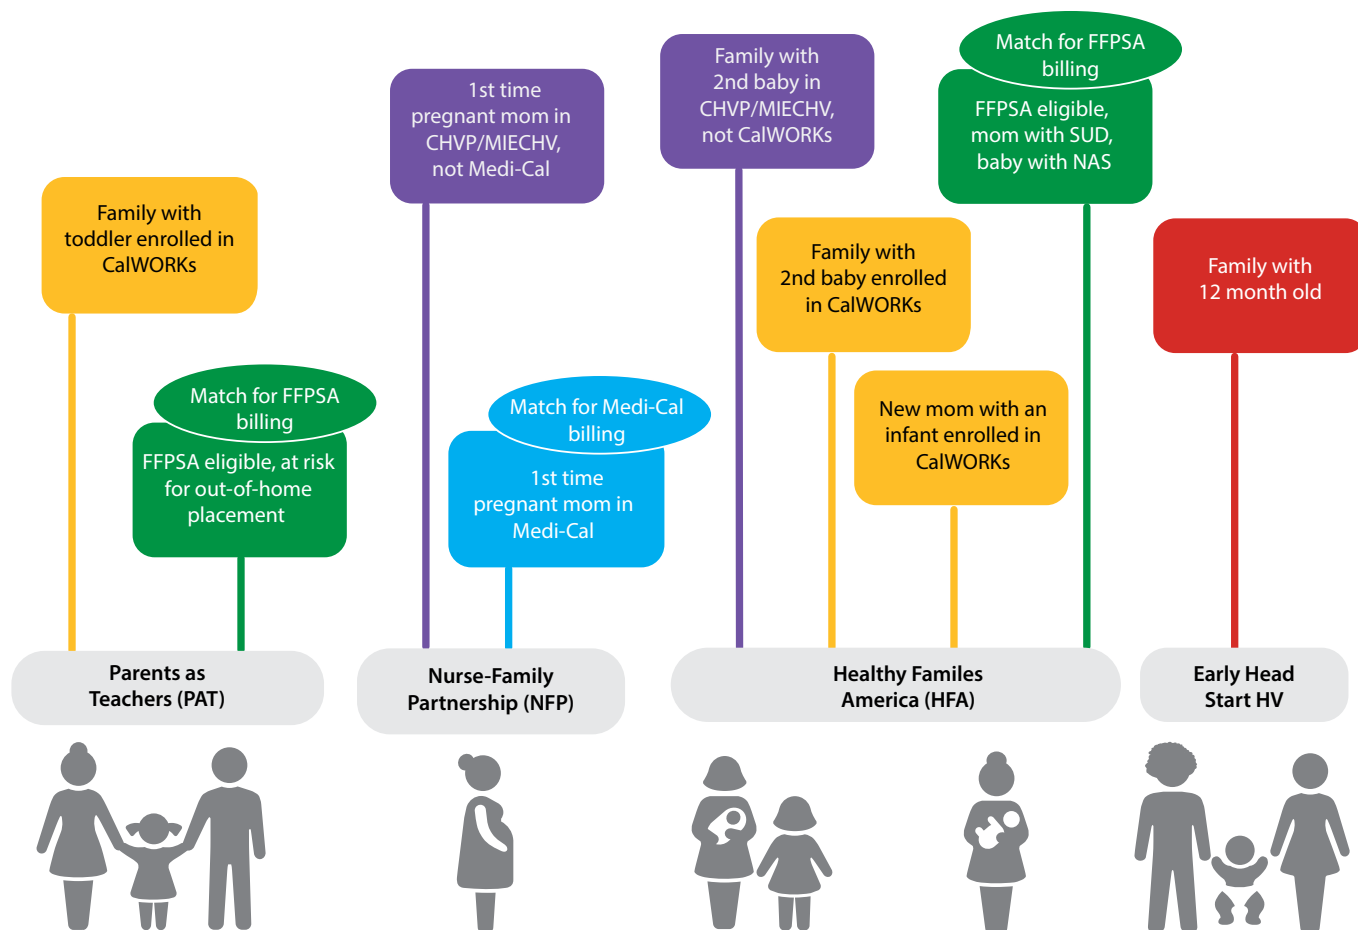 Family with
toddler enrolled in
CalWORKs
Match for FFPSA
billing
FFPSA eligible, at risk
for out-of-home
placement
Parents as
Teachers (PAT)
1st time
pregnant mom in
CHVP/MIECHV,
not Medi-Cal
Match for Medi-Cal
billing
1st time
pregnant mom in
Medi-Cal
Nurse-Family
Partnership (NFP)
Family with
2nd baby in
CHVP/MIECHV,
not CalWORKs
Family with
2nd baby enrolled
in CalWORKs
New mom with an
infant enrolled in
CalWORKs
Match for FFPSA
billing
FFPSA eligible,
mom with SUD,
baby with NAS
Healthy Familes
America (HFA)
Family with
12 month old
Early Head
Start HV